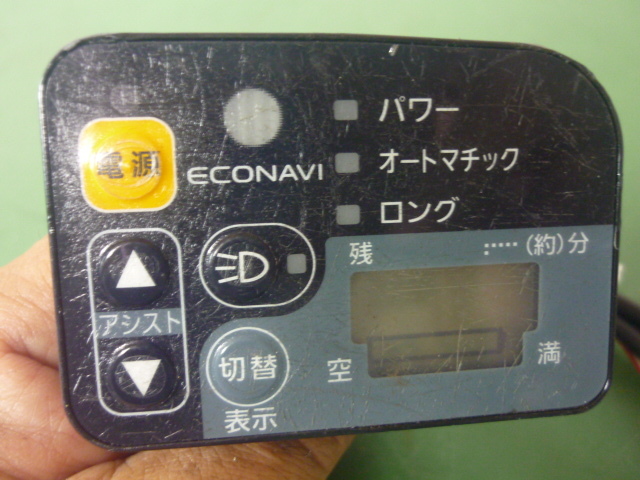 電源
ECONAVI
パワー
オートマチック
ロング
アシスト
残
(約)分
空
満
切替
表示